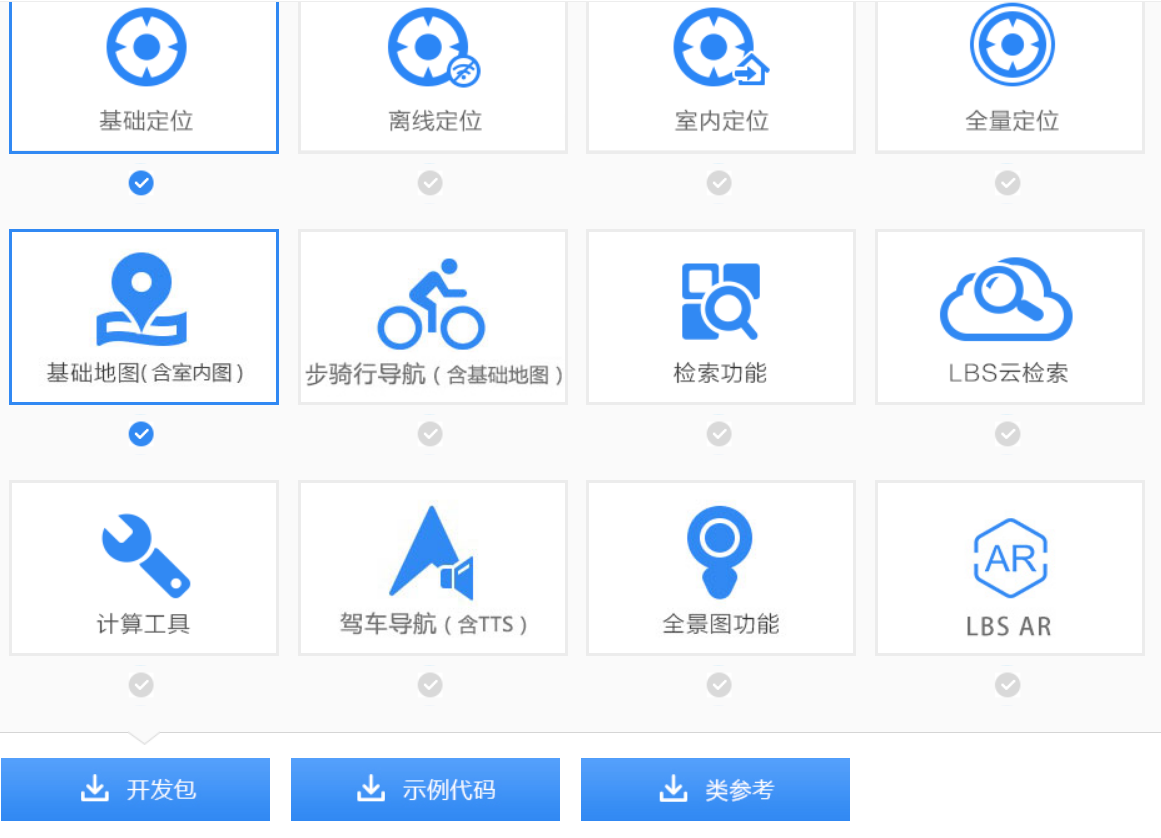 基础定位
离线定位
室内定位
全量定位
基础地图(含室内图)
步骑行导航(含基础地图)
检索功能
LBS云检索
计算工具
驾车导航(含TTS)
全景图功能
AR
LBS AR
开发包
示例代码
类参考